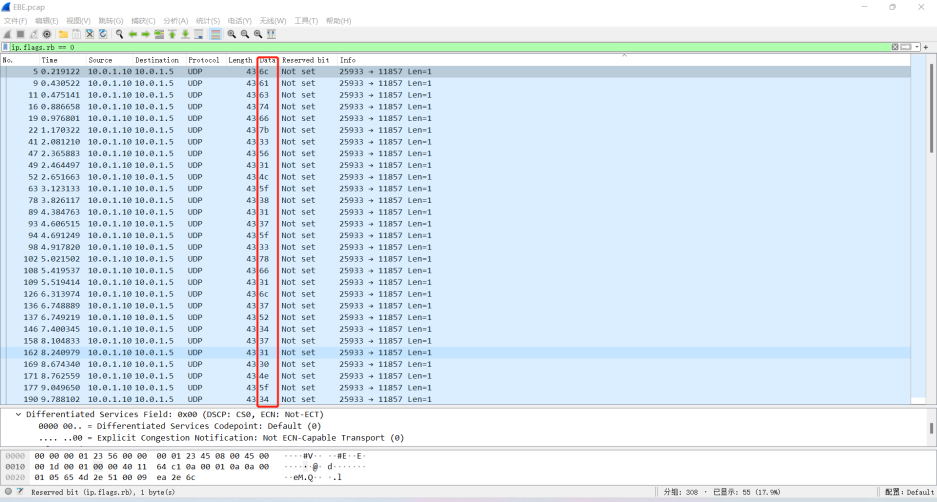 EBE.pcap
文件(F) 编辑(E) 视图(V) 跳转(G) 捕获(C) 分析(A) 统计(S) 电话(Y) 无线(W) 工具(T) 帮助(H)
ip.flags.rb == 0
No. Time Source Destination Protocol Length Data Reserved bit Info
5 0.219122 10.0.1.10 10.0.1.5 UDP 43 6c Not set 25933 → 11857 Len=1
9 0.430522 10.0.1.10 10.0.1.5 UDP 43 61 Not set 25933 → 11857 Len=1
11 0.475141 10.0.1.10 10.0.1.5 UDP 43 63 Not set 25933 → 11857 Len=1
16 0.886658 10.0.1.10 10.0.1.5 UDP 43 74 Not set 25933 → 11857 Len=1
19 0.976801 10.0.1.10 10.0.1.5 UDP 43 66 Not set 25933 → 11857 Len=1
22 1.170322 10.0.1.10 10.0.1.5 UDP 43 7b Not set 25933 → 11857 Len=1
41 2.081210 10.0.1.10 10.0.1.5 UDP 43 33 Not set 25933 → 11857 Len=1
47 2.365883 10.0.1.10 10.0.1.5 UDP 43 56 Not set 25933 → 11857 Len=1
49 2.464497 10.0.1.10 10.0.1.5 UDP 43 31 Not set 25933 → 11857 Len=1
52 2.651663 10.0.1.10 10.0.1.5 UDP 43 4c Not set 25933 → 11857 Len=1
63 3.123133 10.0.1.10 10.0.1.5 UDP 43 5f Not set 25933 → 11857 Len=1
78 3.826117 10.0.1.10 10.0.1.5 UDP 43 38 Not set 25933 → 11857 Len=1
89 4.384763 10.0.1.10 10.0.1.5 UDP 43 31 Not set 25933 → 11857 Len=1
93 4.606515 10.0.1.10 10.0.1.5 UDP 43 37 Not set 25933 → 11857 Len=1
94 4.691249 10.0.1.10 10.0.1.5 UDP 43 5f Not set 25933 → 11857 Len=1
98 4.917820 10.0.1.10 10.0.1.5 UDP 43 33 Not set 25933 → 11857 Len=1
102 5.021502 10.0.1.10 10.0.1.5 UDP 43 78 Not set 25933 → 11857 Len=1
108 5.419537 10.0.1.10 10.0.1.5 UDP 43 66 Not set 25933 → 11857 Len=1
109 5.519414 10.0.1.10 10.0.1.5 UDP 43 31 Not set 25933 → 11857 Len=1
126 6.313974 10.0.1.10 10.0.1.5 UDP 43 6c Not set 25933 → 11857 Len=1
136 6.748889 10.0.1.10 10.0.1.5 UDP 43 37 Not set 25933 → 11857 Len=1
137 6.749219 10.0.1.10 10.0.1.5 UDP 43 52 Not set 25933 → 11857 Len=1
146 7.400345 10.0.1.10 10.0.1.5 UDP 43 34 Not set 25933 → 11857 Len=1
158 8.104833 10.0.1.10 10.0.1.5 UDP 43 37 Not set 25933 → 11857 Len=1
162 8.240979 10.0.1.10 10.0.1.5 UDP 43 31 Not set 25933 → 11857 Len=1
169 8.674340 10.0.1.10 10.0.1.5 UDP 43 30 Not set 25933 → 11857 Len=1
171 8.762559 10.0.1.10 10.0.1.5 UDP 43 4e Not set 25933 → 11857 Len=1
177 9.049650 10.0.1.10 10.0.1.5 UDP 43 5f Not set 25933 → 11857 Len=1
190 9.788102 10.0.1.10 10.0.1.5 UDP 43 34 Not set 25933 → 11857 Len=1
Differentiated Services Field: 0x00 (DSCP: CS0, ECN: Not-ECT)
0000 00.. = Differentiated Services Codepoint: Default (0)
.... ..00 = Explicit Congestion Notification: Not ECN-Capable Transport (0)
0000 00 00 00 01 23 56 00 00 00 01 23 45 08 00 45 00 ····#V·· ··#E··E·
0010 00 1d 00 01 00 00 40 11 64 c1 0a 00 01 0a 0a 00 ······@· d·······
0020 01 05 65 4d 2e 51 00 09 ea 2e 6c ··eM.Q·· ·.l
Reserved bit (ip.flags.rb), 1 byte(s) 分组: 308 · 已显示: 55 (17.9%) 配置: Default